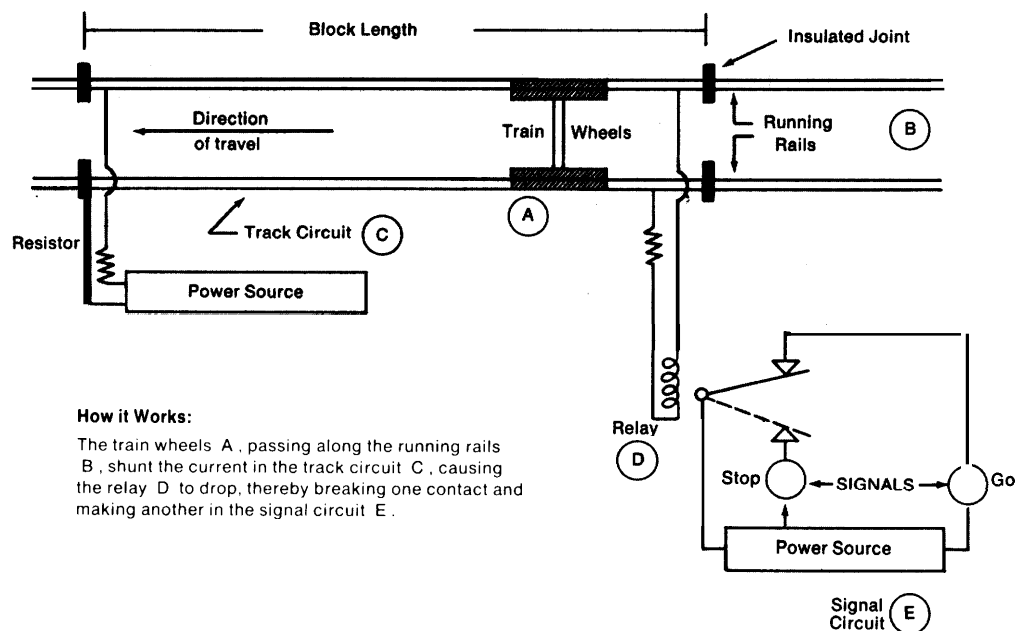 Block Length
Insulated Joint
Direction
of travel
Train
Wheels
Running
Rails
B
A
Track Circuit
C
Resistor
Power Source
How it Works:
The train wheels A , passing along the running rails
B , shunt the current in the track circuit C , causing
the relay D to drop, thereby breaking one contact and
making another in the signal circuit E .
Relay
D
Stop
SIGNALS
Go
Power Source
Signal
Circuit
E